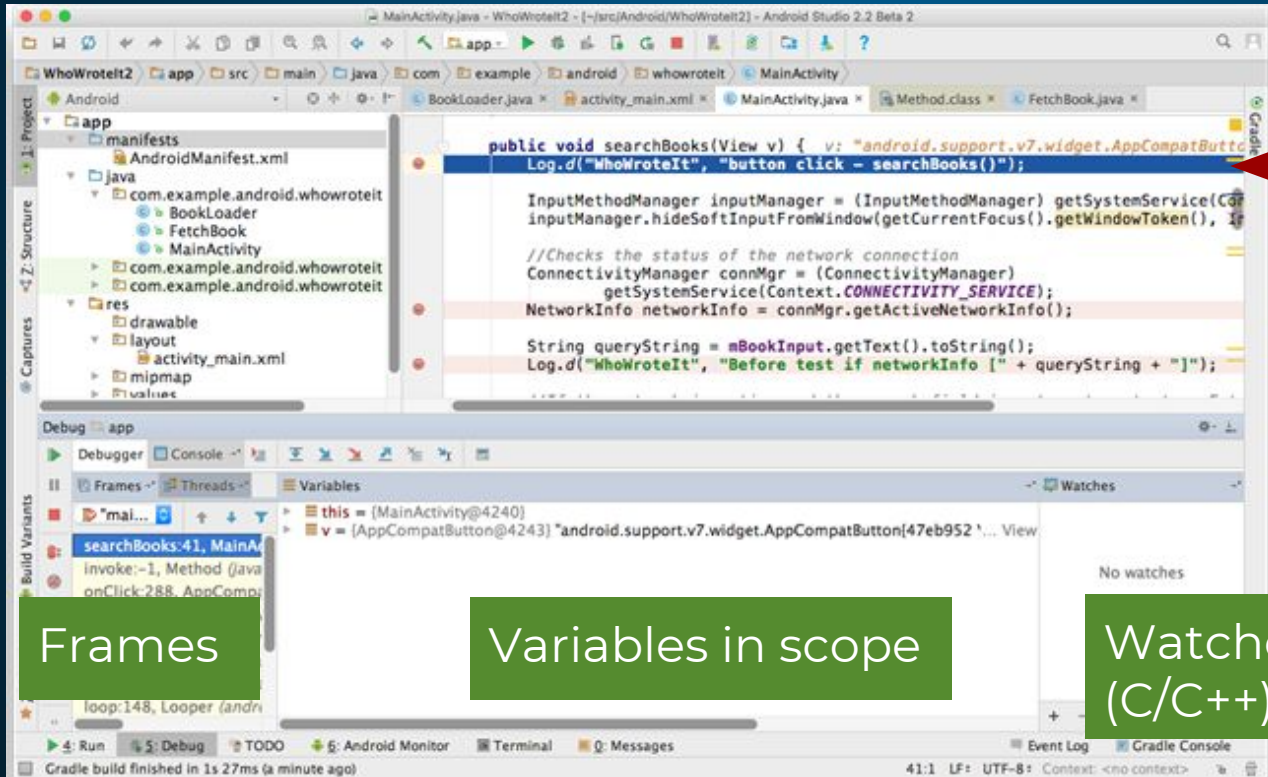 MainActivity.java - WhoWroteIt2 - [~/src/Android/WhoWroteIt2] - Android Studio 2.2 Beta 2
app
WhoWroteIt2 app src main java com example android whowroteit MainActivity
Android
BookLoader.java × activity_main.xml × MainActivity.java × Method.class × FetchBook.java ×
1: Project
Z: Structure
Captures
Build Variants
Gradle
app
manifests
AndroidManifest.xml
java
com.example.android.whowroteit
BookLoader
FetchBook
MainActivity
com.example.android.whowroteit
com.example.android.whowroteit
res
drawable
layout
activity_main.xml
mipmap
values
public void searchBooks(View v) { v: "android.support.v7.widget.AppCompatButto
Log.d("WhoWroteIt", "button click – searchBooks()");
InputMethodManager inputManager = (InputMethodManager) getSystemService(Con
inputManager.hideSoftInputFromWindow(getCurrentFocus().getWindowToken(), In
//Checks the status of the network connection
ConnectivityManager connMgr = (ConnectivityManager)
getSystemService(Context.CONNECTIVITY_SERVICE);
NetworkInfo networkInfo = connMgr.getActiveNetworkInfo();
String queryString = mBookInput.getText().toString();
Log.d("WhoWroteIt", "Before test if networkInfo [" + queryString + "]");
Debug app
Debugger Console
Frames Threads Variables Watches
"mai...
this = {MainActivity@4240}
v = {AppCompatButton@4243} "android.support.v7.widget.AppCompatButton{47eb952 V... View
searchBooks:41, MainAc
invoke:-1, Method (java
onClick:288, AppCompa
No watches
Frames
Variables in scope
Watche
(C/C++)
loop:148, Looper (andr
4: Run 5: Debug TODO 6: Android Monitor Terminal 0: Messages Event Log Gradle Console
Gradle build finished in 1s 27ms (a minute ago) 41:1 LF÷ UTF-8÷ Context: <no context>